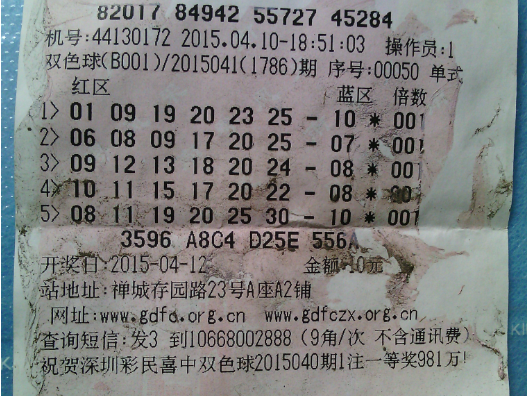 82017 84942 55727 45284
机号:44130172 2015.04.10-18:51:03 操作员:1
双色球(B001)/2015041(1786)期 序号:00050 单式
红区 蓝区 倍数
1> 01 09 19 20 23 25 - 10 * 001
2> 06 08 09 17 20 25 - 07 * 001
3> 09 12 13 18 20 24 - 08 * 001
4> 10 11 15 17 20 22 - 08 * 00
5> 08 11 19 20 25 30 - 10 * 001
3596 A8C4 D25E 556
开奖日:2015-04-12 金额:10元
站地址:禅城存园路23号A座A2铺
网址:www.gdfc.org.cn www.gdfczx.org.cn
查询短信:发3 到10668002888 (9角/次 不含通讯费)
祝贺深圳彩民喜中双色球2015040期1注一等奖981万!